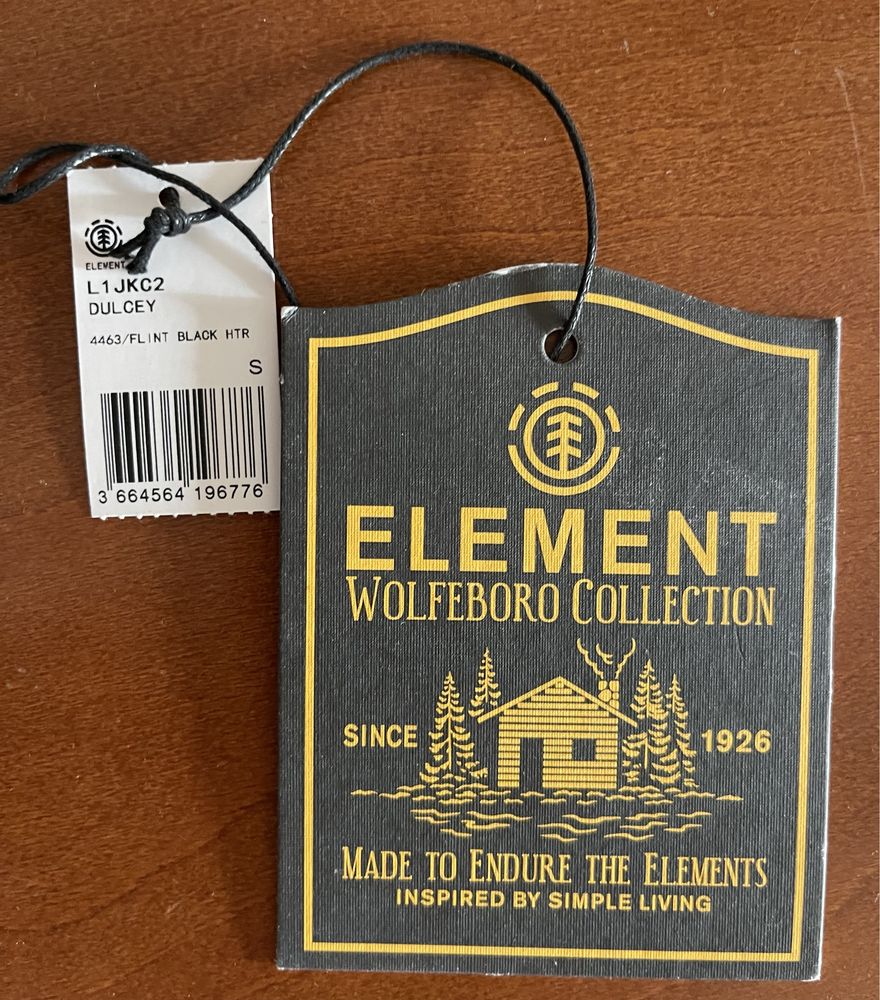 ELEMENT
L1JKC2
DULCEY
4463/FLINT BLACK HTR
S
3 664564 196776
ELEMENT
WOLFEBORO COLLECTION
SINCE 1926
MADE TO ENDURE THE ELEMENTS
INSPIRED BY SIMPLE LIVING